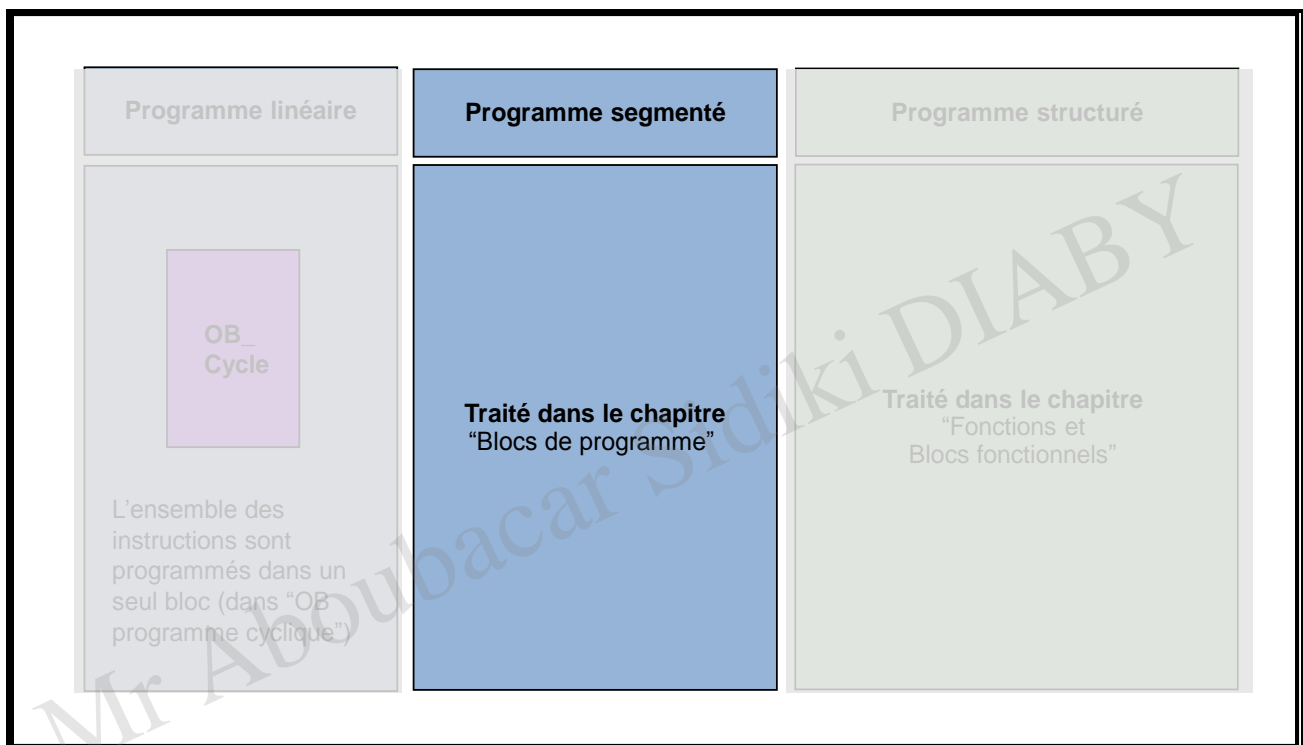 Programme linéaire
OB_
Cycle
L’ensemble des
instructions sont
programmés dans un
seul bloc (dans “OB
programme cyclique”)
Programme segmenté
Traité dans le chapitre
“Blocs de programme”
Programme structuré
Traité dans le chapitre
“Fonctions et
Blocs fonctionnels”
Mr Aboubacar Sidiki DIABY